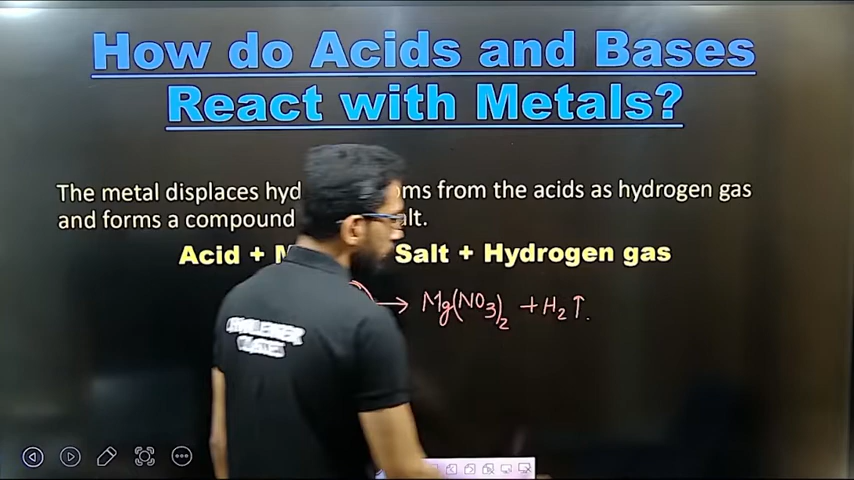 How do Acids and Bases
React with Metals?
The metal displaces hyd oms from the acids as hydrogen gas
and forms a compound alt.
Acid + M Salt + Hydrogen gas
→ Mg(NO3)2 + H2 ↑.